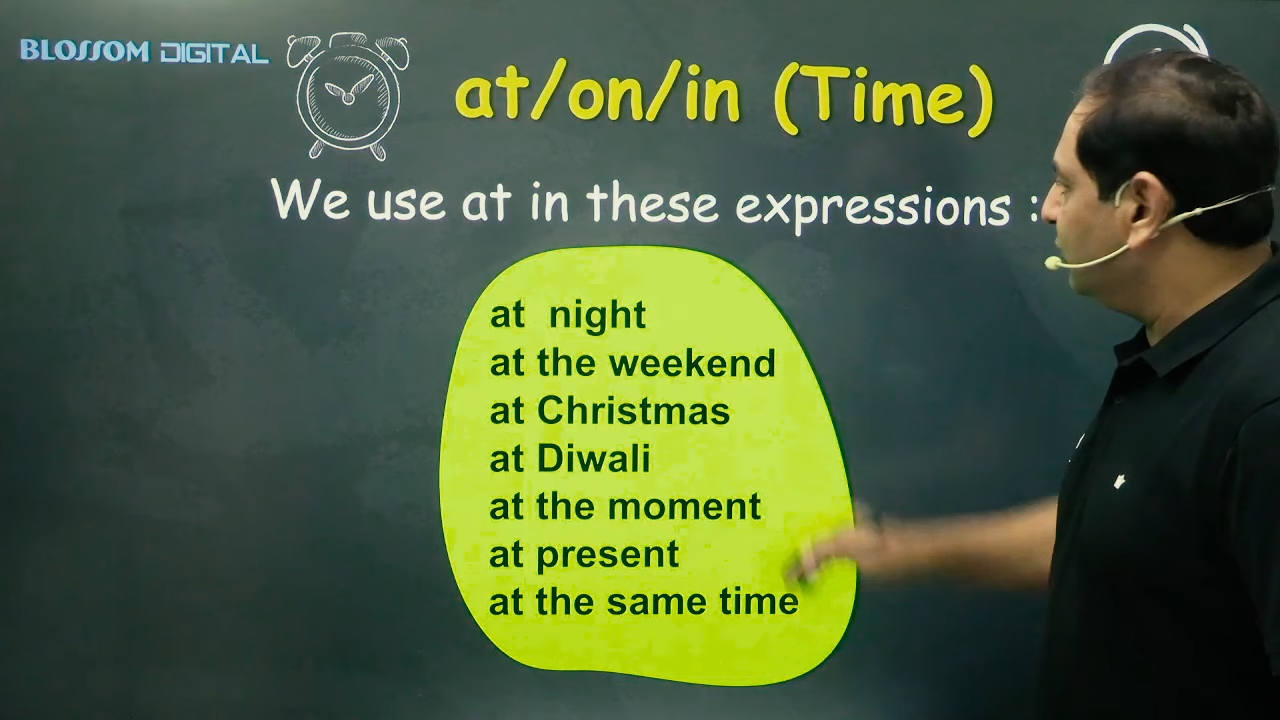 BLOSSOM DIGITAL
at/on/in (Time)
We use at in these expressions :
at night
at the weekend
at Christmas
at Diwali
at the moment
at present
at the same time